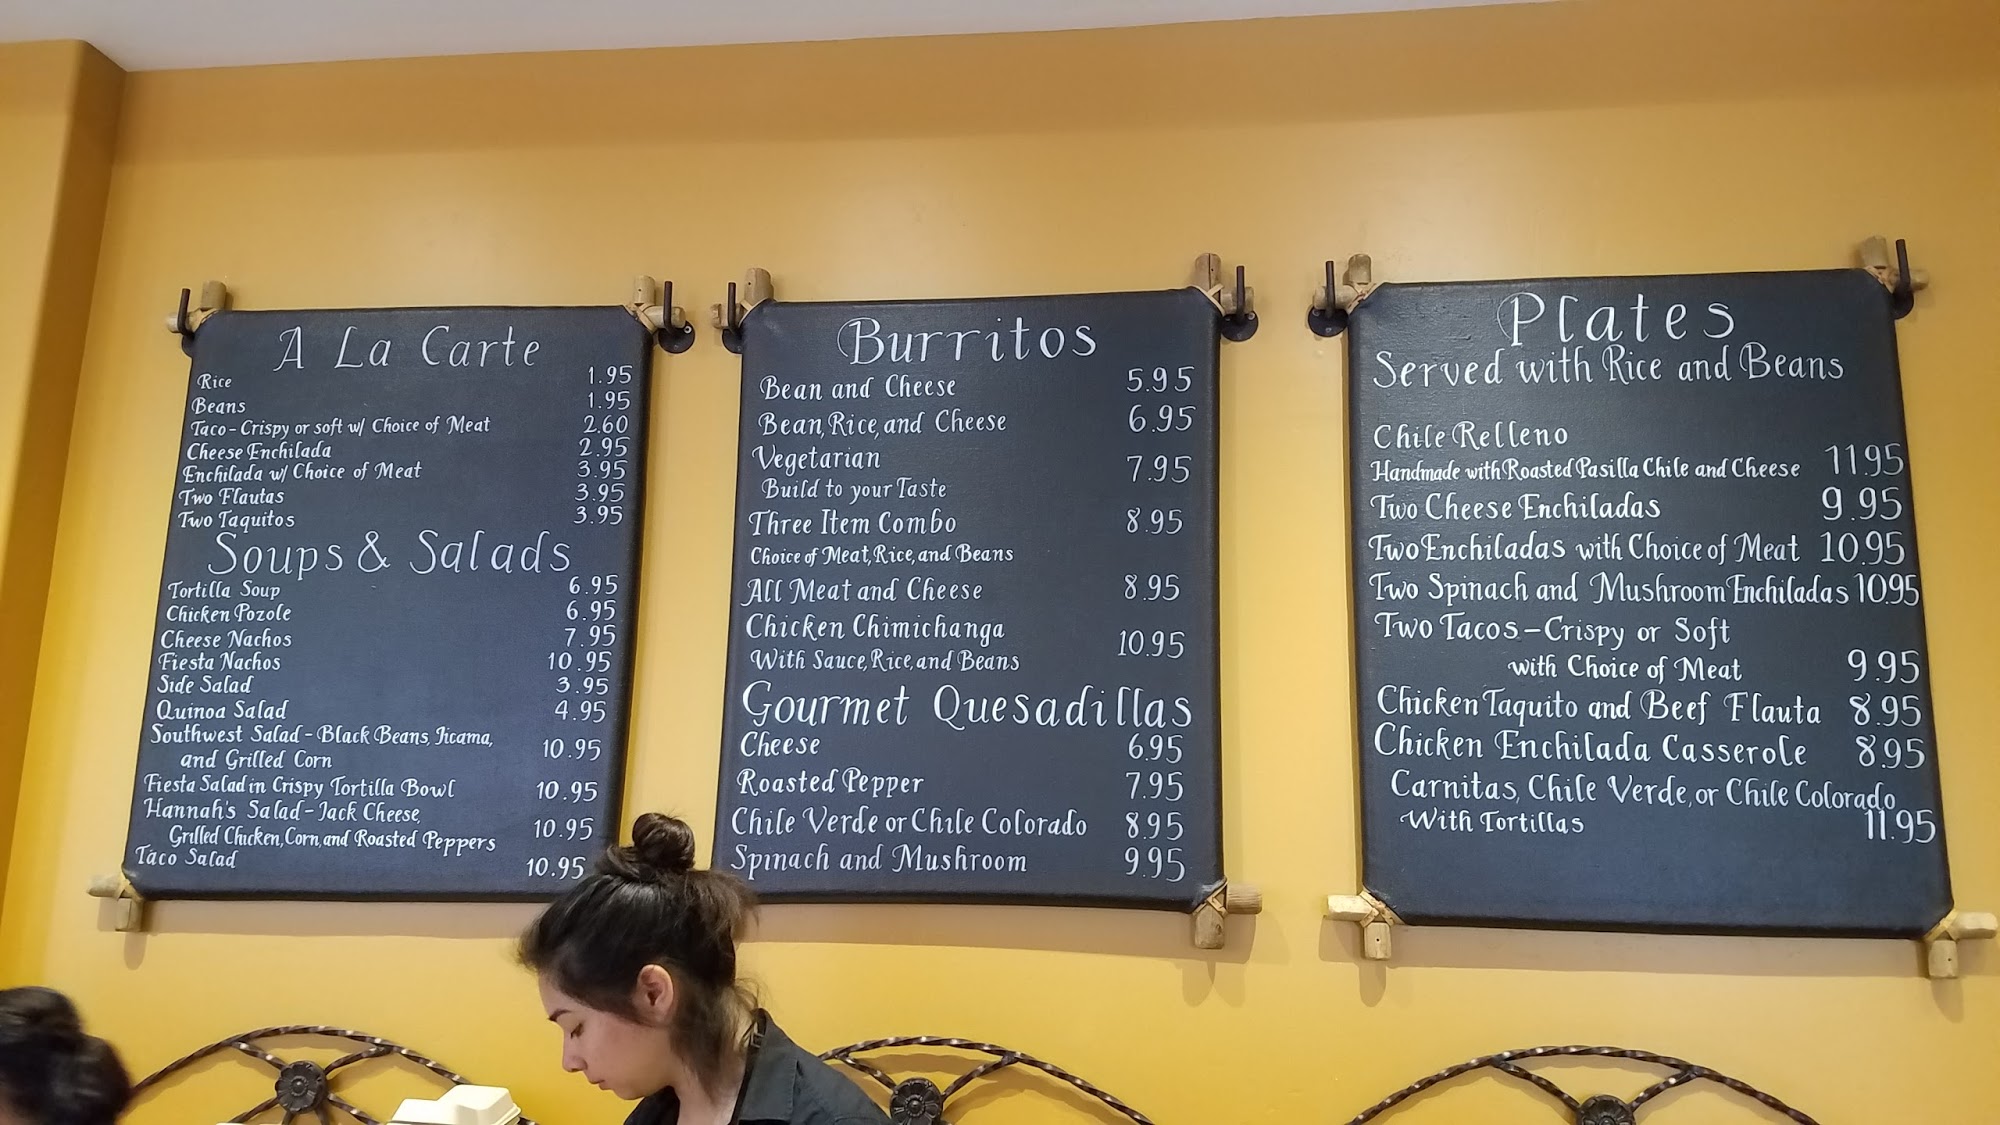 A La Carte
Rice 1.95
Beans 1.95
Taco - Crispy or soft w/ Choice of Meat 2.60
Cheese Enchilada 2.95
Enchilada w/ Choice of Meat 3.95
Two Flautas 3.95
Two Taquitos 3.95
Soups & Salads
Tortilla Soup 6.95
Chicken Pozole 6.95
Cheese Nachos 7.95
Fiesta Nachos 10.95
Side Salad 3.95
Quinoa Salad 4.95
Southwest Salad - Black Beans, Jicama,
and Grilled Corn 10.95
Fiesta Salad in Crispy Tortilla Bowl 10.95
Hannah's Salad - Jack Cheese,
Grilled Chicken, Corn, and Roasted Peppers 10.95
Taco Salad 10.95
Burritos
Bean and Cheese 5.95
Bean, Rice, and Cheese 6.95
Vegetarian 7.95
Build to your Taste
Three Item Combo 8.95
Choice of Meat, Rice, and Beans
All Meat and Cheese 8.95
Chicken Chimichanga 10.95
With Sauce, Rice, and Beans
Gourmet Quesadillas
Cheese 6.95
Roasted Pepper 7.95
Chile Verde or Chile Colorado 8.95
Spinach and Mushroom 9.95
Plates
Served with Rice and Beans
Chile Relleno
Handmade with Roasted Pasilla Chile and Cheese 11.95
Two Cheese Enchiladas 9.95
Two Enchiladas with Choice of Meat 10.95
Two Spinach and Mushroom Enchiladas 10.95
Two Tacos - Crispy or Soft
with Choice of Meat 9.95
Chicken Taquito and Beef Flauta 8.95
Chicken Enchilada Casserole 8.95
Carnitas, Chile Verde, or Chile Colorado
With Tortillas 11.95